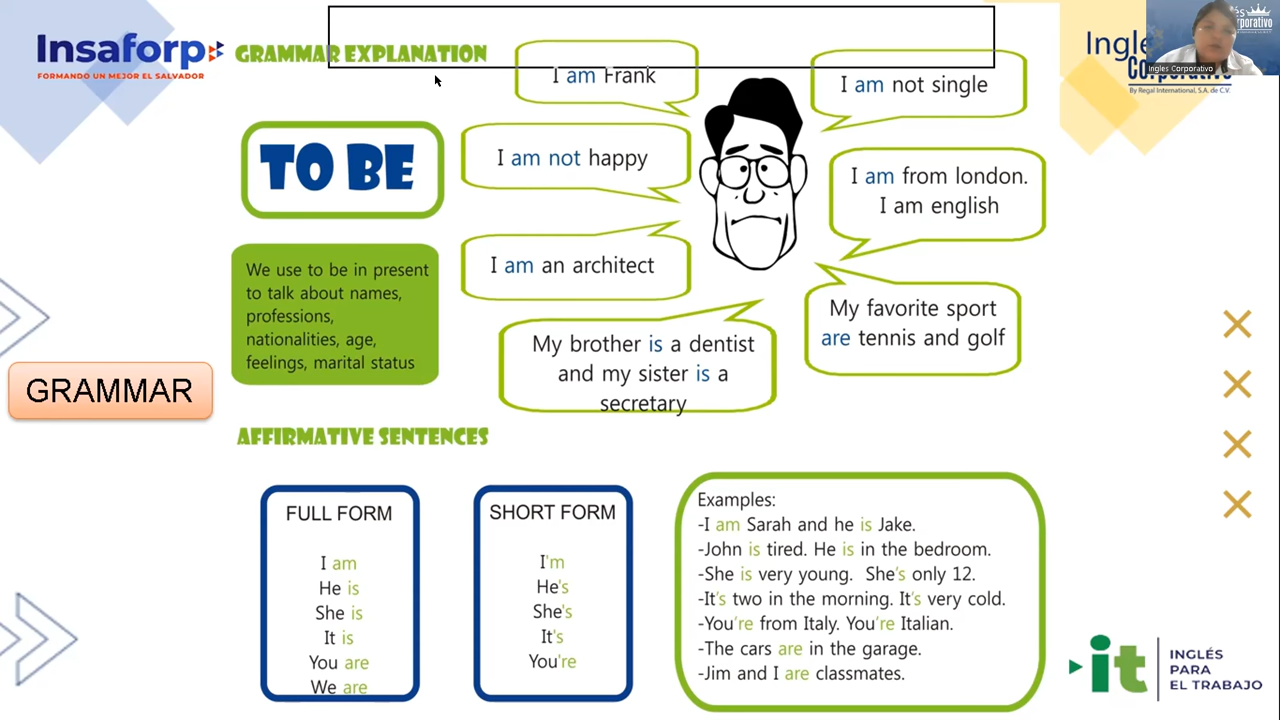 Insaforp
FORMANDO UN MEJOR EL SALVADOR
GRAMMAR EXPLANATION
I am Frank
I am not single
Inglés Corporativo
By Regal International, S.A. de C.V.
TO BE
I am not happy
I am from london.
I am english
We use to be in present
to talk about names,
professions,
nationalities, age,
feelings, marital status
I am an architect
My favorite sport
are tennis and golf
My brother is a dentist
and my sister is a
secretary
GRAMMAR
AFFIRMATIVE SENTENCES
FULL FORM
I am
He is
She is
It is
You are
We are
SHORT FORM
I'm
He's
She's
It's
You're
Examples:
-I am Sarah and he is Jake.
-John is tired. He is in the bedroom.
-She is very young. She's only 12.
-It's two in the morning. It's very cold.
-You're from Italy. You're Italian.
-The cars are in the garage.
-Jim and I are classmates.
it
INGLÉS
PARA
EL TRABAJO